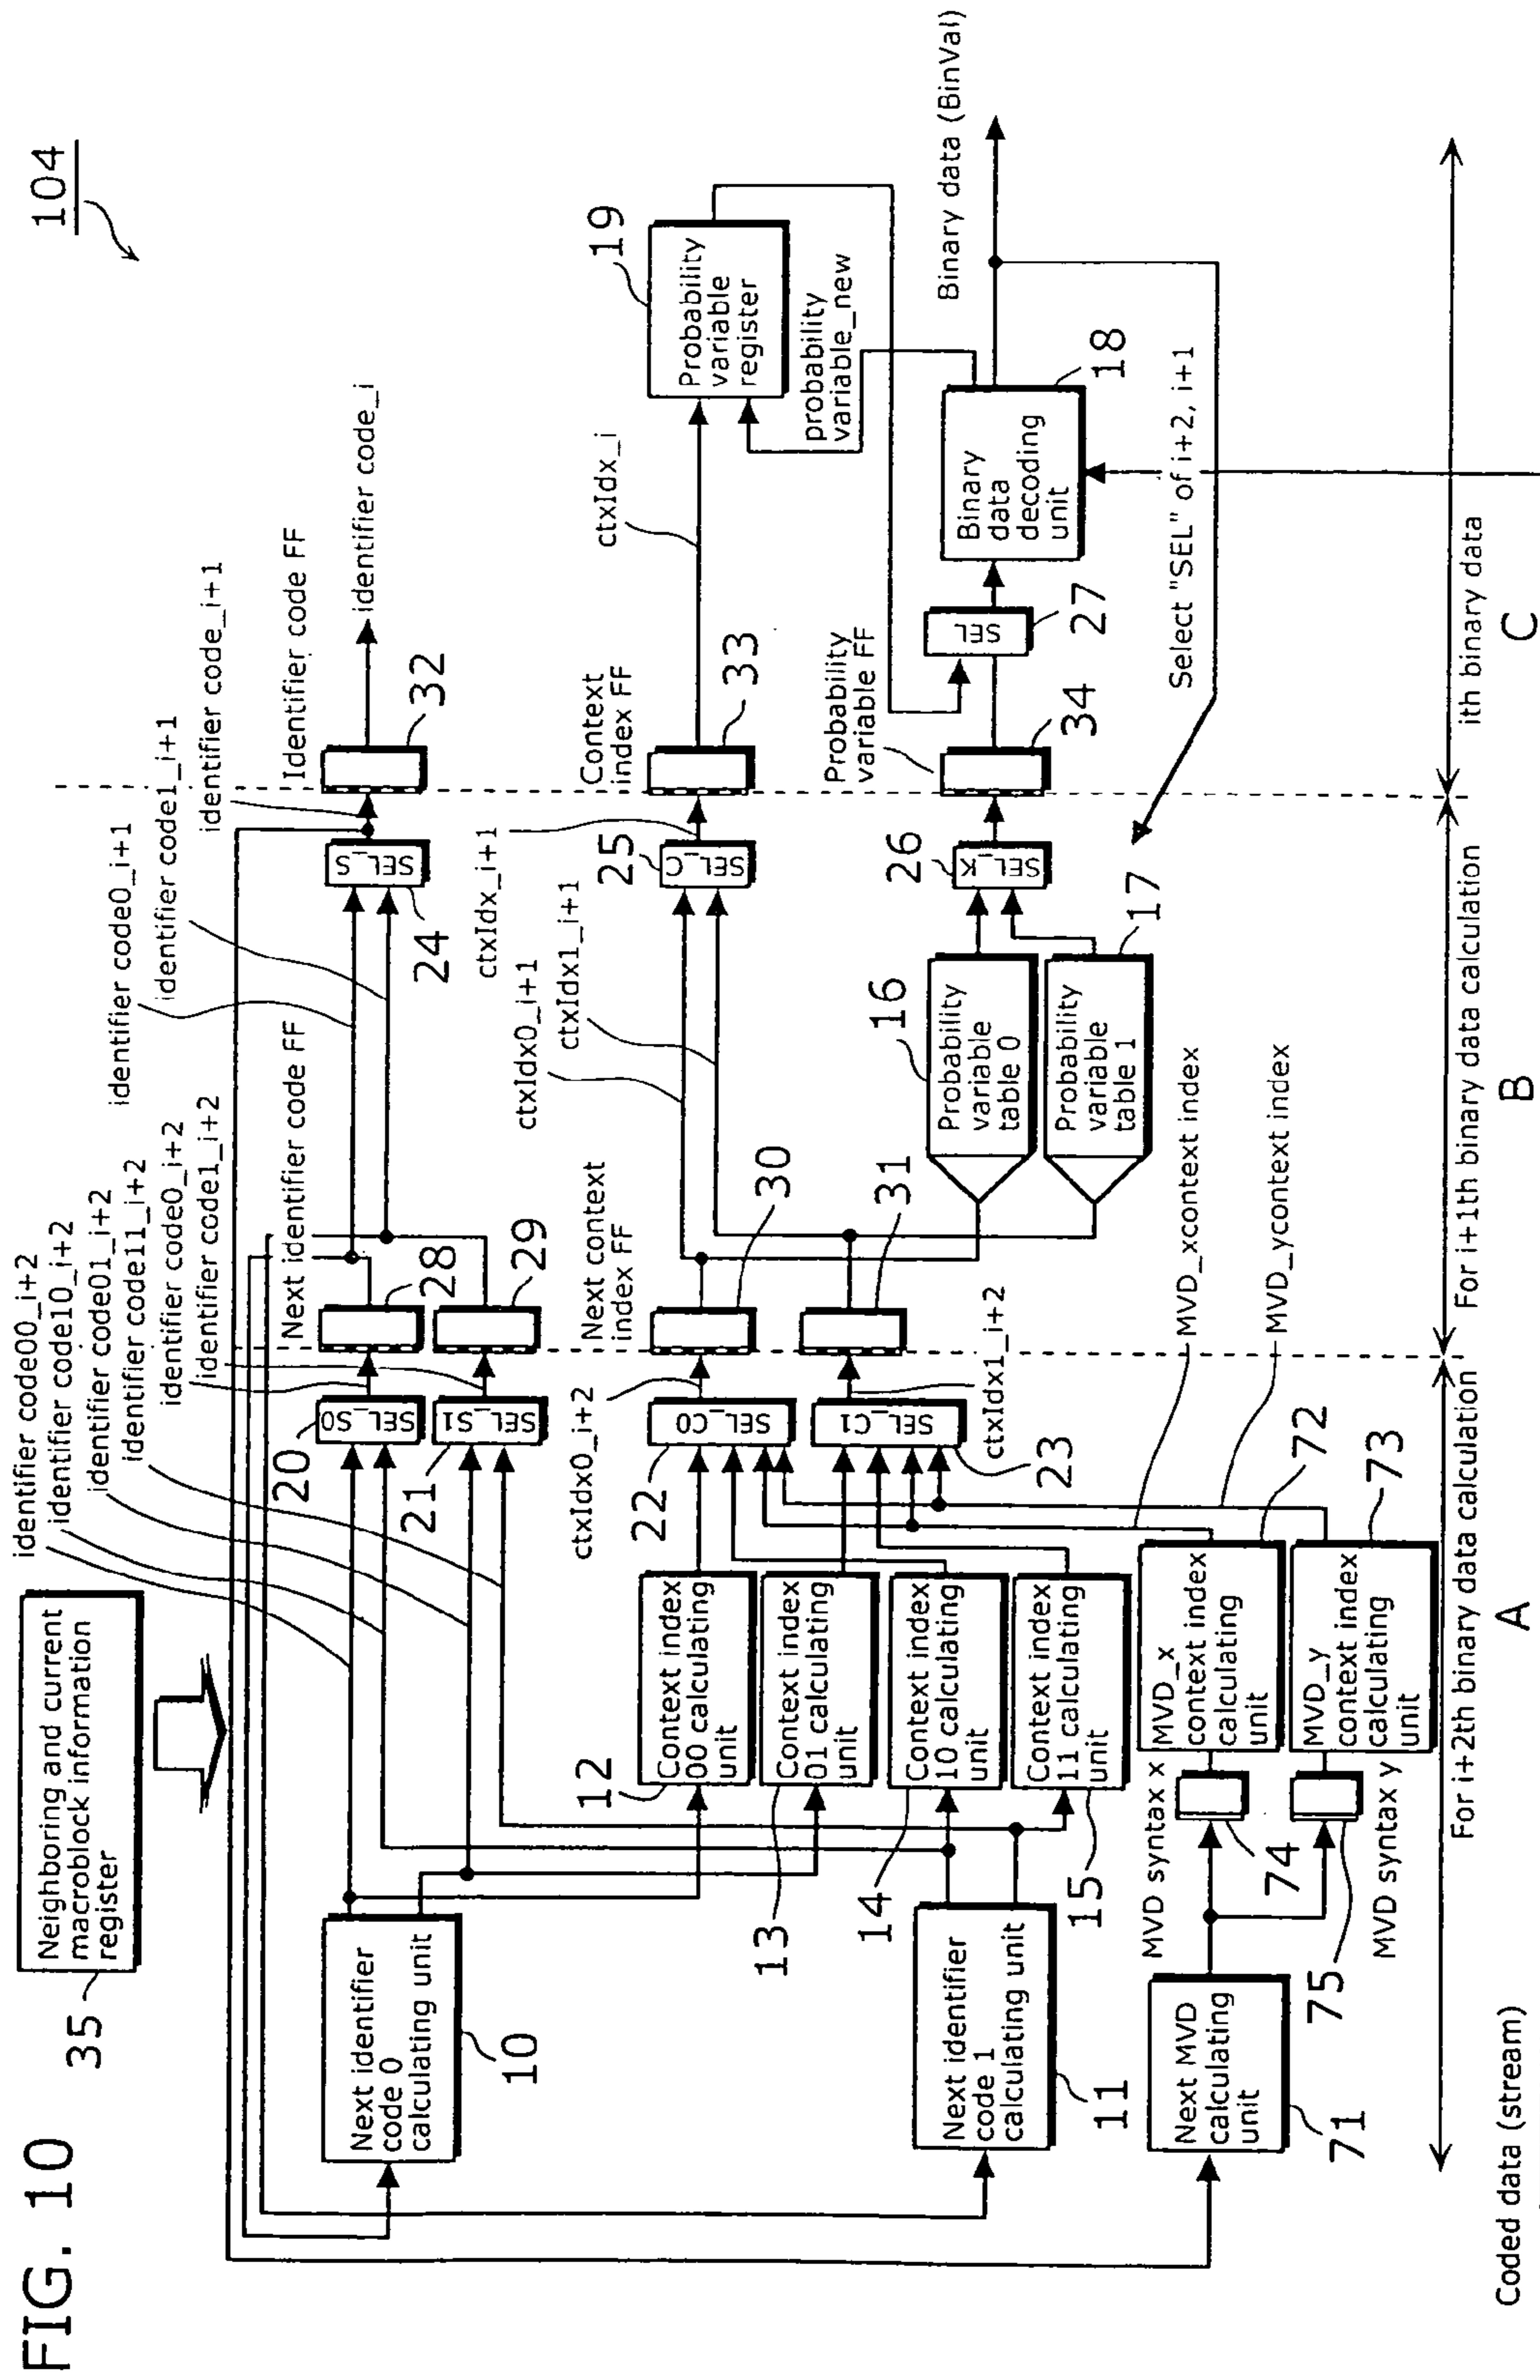 FIG. 10
104
35
Neighboring and current
macroblock information
register
identifier code00_i+2
identifier code10_i+2
identifier code01_i+2
identifier code11_i+2
identifier code0_i+2
identifier code1_i+2
Next identifier code FF
identifier code0_i+1
identifier code1_i+1
identifier code_i+1
Identifier code FF
identifier code_i
Next identifier
code 0
calculating unit
10
20
SEL_S0
21
SEL_S1
28
29
SEL_S
24
32
12
Context index
00 calculating
unit
13
Context index
01 calculating
unit
14
Context index
10 calculating
unit
15
Context index
11 calculating
unit
ctxIdx0_i+2
22
SEL_C0
SEL_C1
23
ctxIdx1_i+2
Next context
index FF
30
31
ctxIdx0_i+1
ctxIdx1_i+1
ctxIdx_i+1
25
SEL_C
Context
index FF
33
ctxIdx_i
19
Probability
variable
register
probability
variable_new
Next identifier
code 1
calculating unit
11
16
Probability
variable
table 0
Probability
variable
table 1
17
26
SEL_K
Probability
variable FF
34
SEL
27
Binary
data
decoding
unit
18
Binary data (BinVal)
Select "SEL" of i+2, i+1
Next MVD
calculating
unit
71
MVD syntax x
74
75
MVD syntax y
MVD_x
context index
calculating
unit
72
MVD_y
context index
calculating
unit
73
MVD_xcontext index
MVD_ycontext index
For i+2th binary data calculation
For i+1th binary data calculation
ith binary data
A
B
C
Coded data (stream)